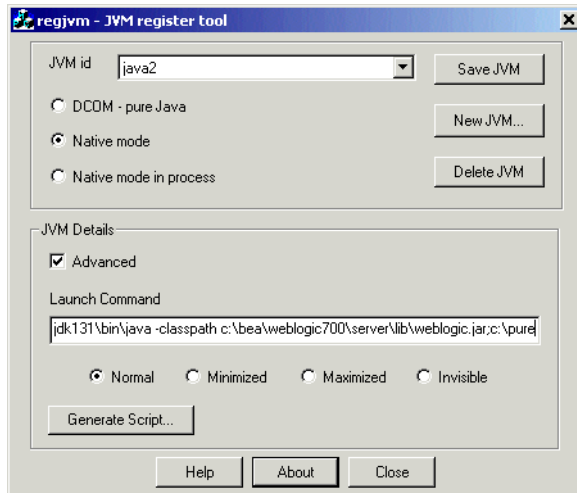 regjvm - JVM register tool
JVM id
java2
Save JVM
DCOM - pure Java
New JVM...
Native mode
Delete JVM
Native mode in process
JVM Details
Advanced
Launch Command
jdk131\bin\java -classpath c:\bea\weblogic700\server\lib\weblogic.jar;c:\pure
Normal Minimized Maximized Invisible
Generate Script...
Help About Close